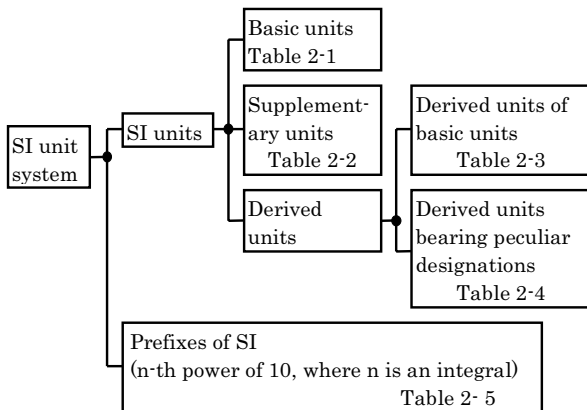 Basic units
Table 2-1
SI units
Supplement-
ary units
Table 2-2
Derived units of
basic units
Table 2-3
SI unit
system
Derived
units
Derived units
bearing peculiar
designations
Table 2-4
Prefixes of SI
(n-th power of 10, where n is an integral)
Table 2- 5